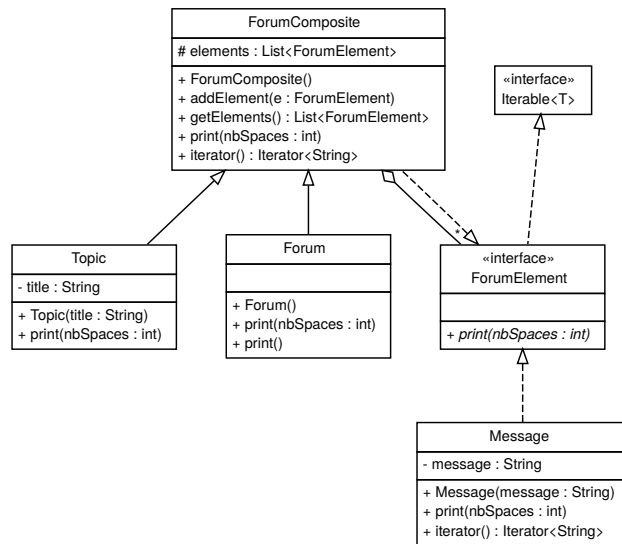 ForumComposite
# elements : List<ForumElement>
+ ForumComposite()
+ addElement(e : ForumElement)
+ getElements() : List<ForumElement>
+ print(nbSpaces : int)
+ iterator() : Iterator<String>
«interface»
Iterable<T>
*
Topic
- title : String
+ Topic(title : String)
+ print(nbSpaces : int)
Forum
+ Forum()
+ print(nbSpaces : int)
+ print()
«interface»
ForumElement
+ print(nbSpaces : int)
Message
- message : String
+ Message(message : String)
+ print(nbSpaces : int)
+ iterator() : Iterator<String>